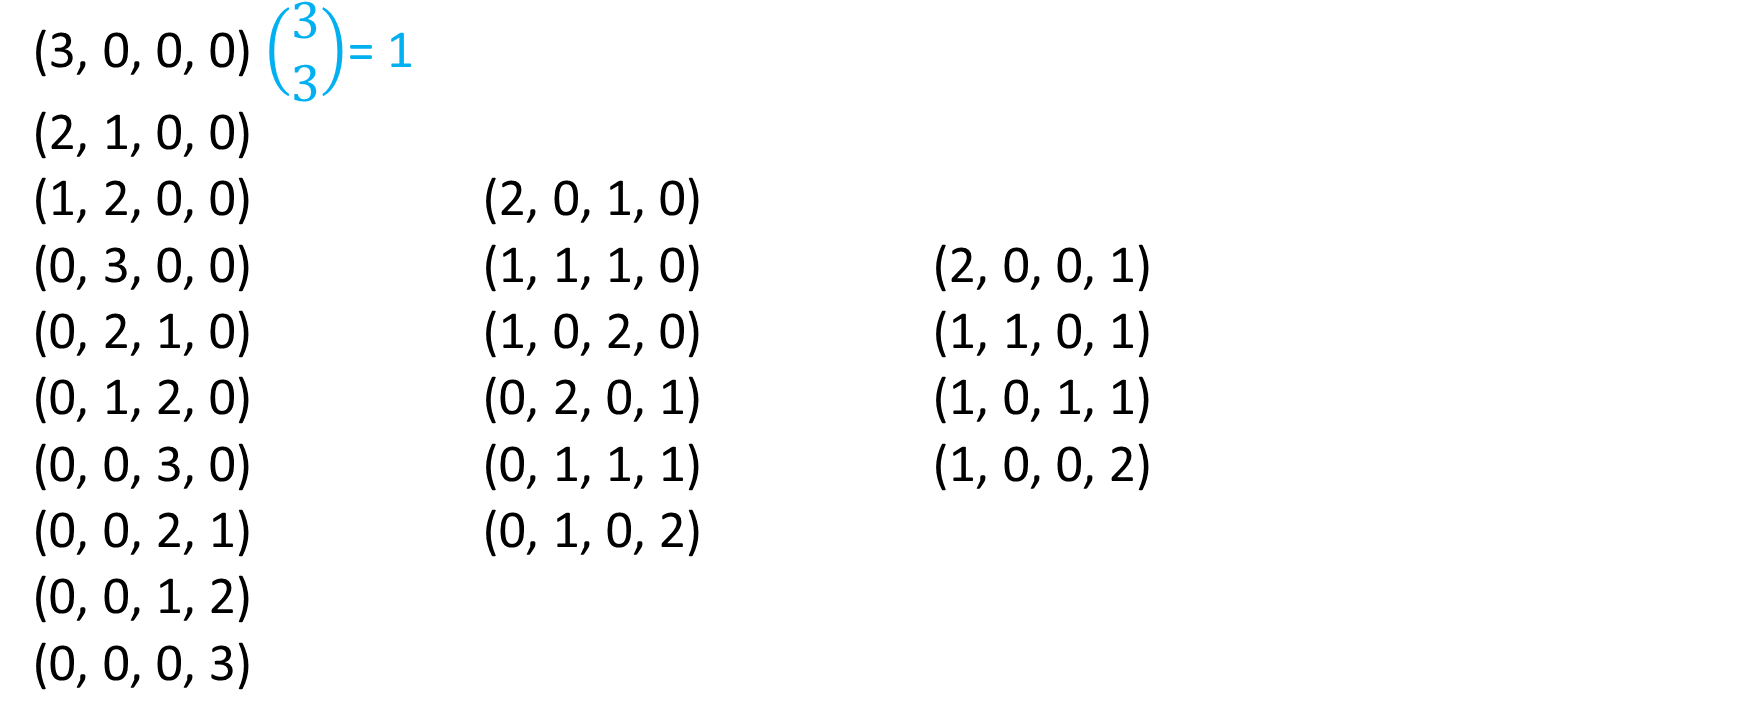 (3, 0, 0, 0) (3 3) = 1
(2, 1, 0, 0)
(1, 2, 0, 0) (2, 0, 1, 0)
(0, 3, 0, 0) (1, 1, 1, 0) (2, 0, 0, 1)
(0, 2, 1, 0) (1, 0, 2, 0) (1, 1, 0, 1)
(0, 1, 2, 0) (0, 2, 0, 1) (1, 0, 1, 1)
(0, 0, 3, 0) (0, 1, 1, 1) (1, 0, 0, 2)
(0, 0, 2, 1) (0, 1, 0, 2)
(0, 0, 1, 2)
(0, 0, 0, 3)